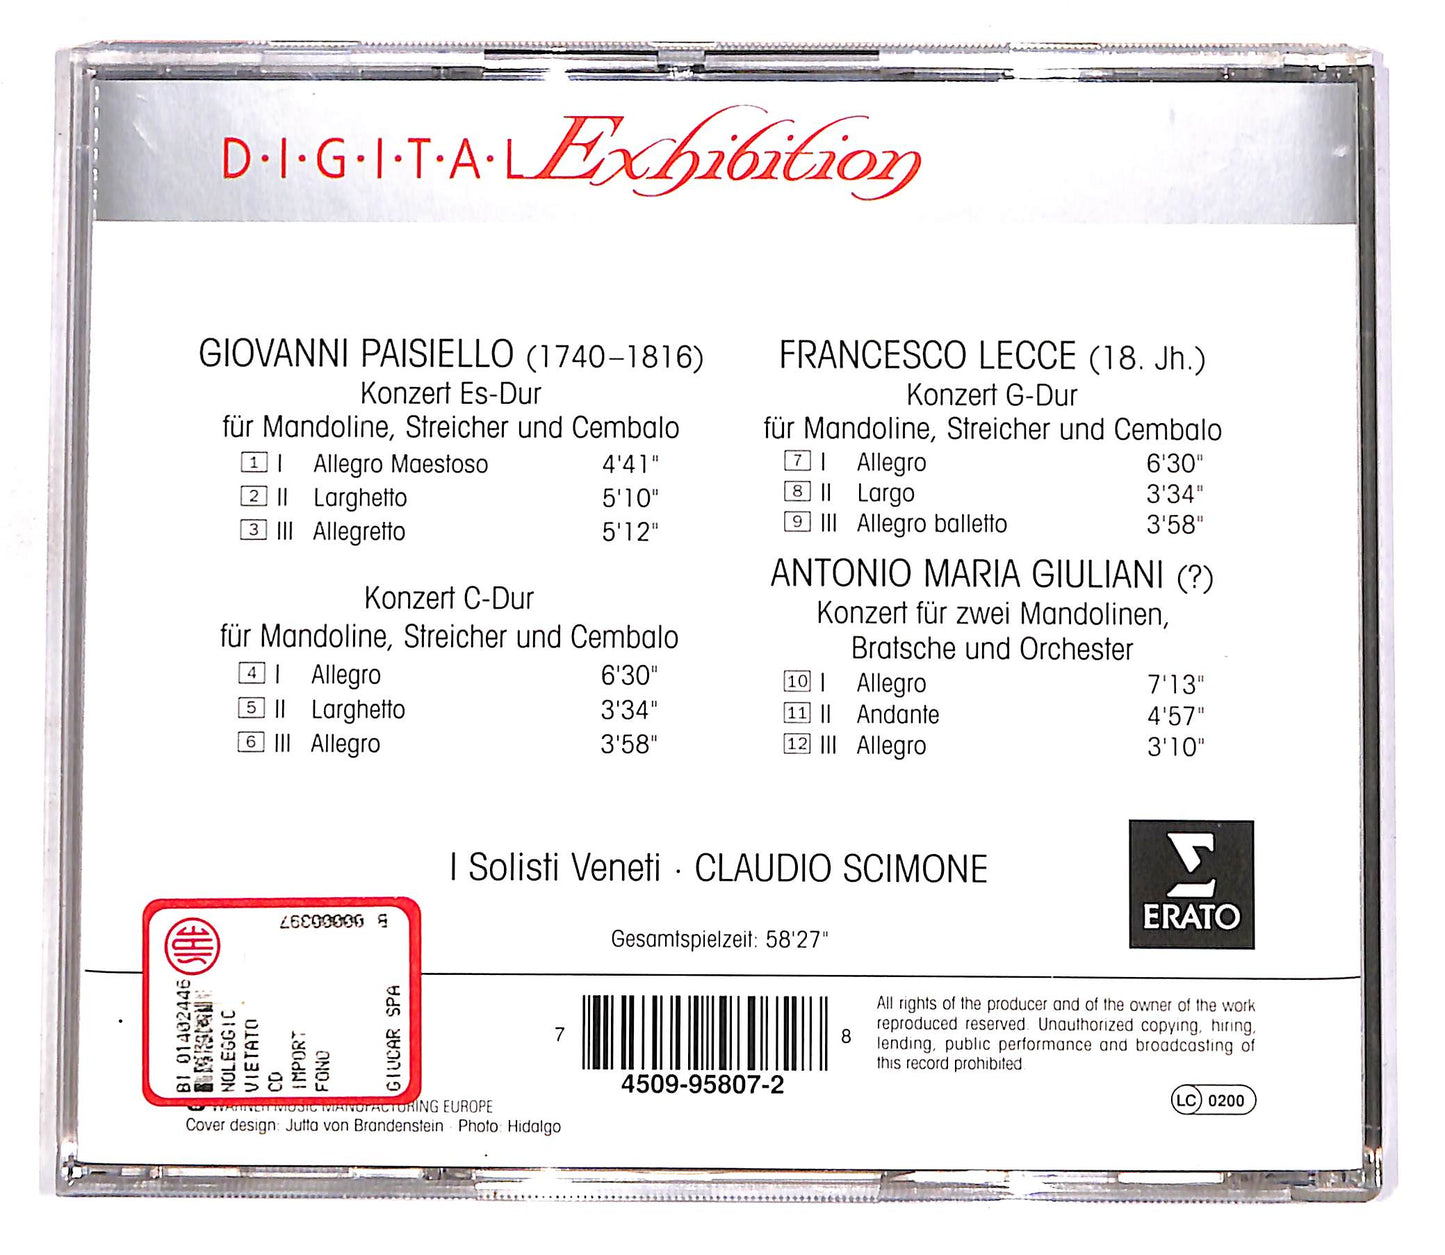 D·I·G·I·T·A·L Exhibition
GIOVANNI PAISIELLO (1740–1816)
Konzert Es-Dur
für Mandoline, Streicher und Cembalo
1 I Allegro Maestoso 4'41"
2 II Larghetto 5'10"
3 III Allegretto 5'12"
Konzert C-Dur
für Mandoline, Streicher und Cembalo
4 I Allegro 6'30"
5 II Larghetto 3'34"
6 III Allegro 3'58"
FRANCESCO LECCE (18. Jh.)
Konzert G-Dur
für Mandoline, Streicher und Cembalo
7 I Allegro 6'30"
8 II Largo 3'34"
9 III Allegro balletto 3'58"
ANTONIO MARIA GIULIANI (?)
Konzert für zwei Mandolinen,
Bratsche und Orchester
10 I Allegro 7'13"
11 II Andante 4'57"
12 III Allegro 3'10"
I Solisti Veneti · CLAUDIO SCIMONE
Gesamtspielzeit: 58'27"
ERATO
SIAE
BI 01402446
NOLEGGIC
VIETATO
CD
IMPORT
FONO
GIUCAR SPA
WARNER MUSIC MANUFACTURING EUROPE
Cover design: Jutta von Brandenstein · Photo: Hidalgo
7 8
4509-95807-2
All rights of the producer and of the owner of the work
reproduced reserved. Unauthorized copying, hiring,
lending, public performance and broadcasting of
this record prohibited.
LC 0200